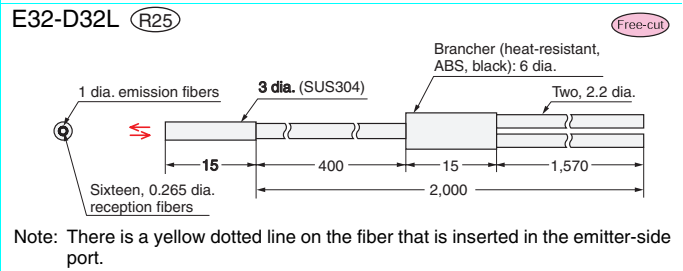 E32-D32L R25 Free-cut
Brancher (heat-resistant,
ABS, black): 6 dia.
1 dia. emission fibers
3 dia. (SUS304)
Two, 2.2 dia.
15
400
15
1,570
2,000
Sixteen, 0.265 dia.
reception fibers
Note: There is a yellow dotted line on the fiber that is inserted in the emitter-side
port.